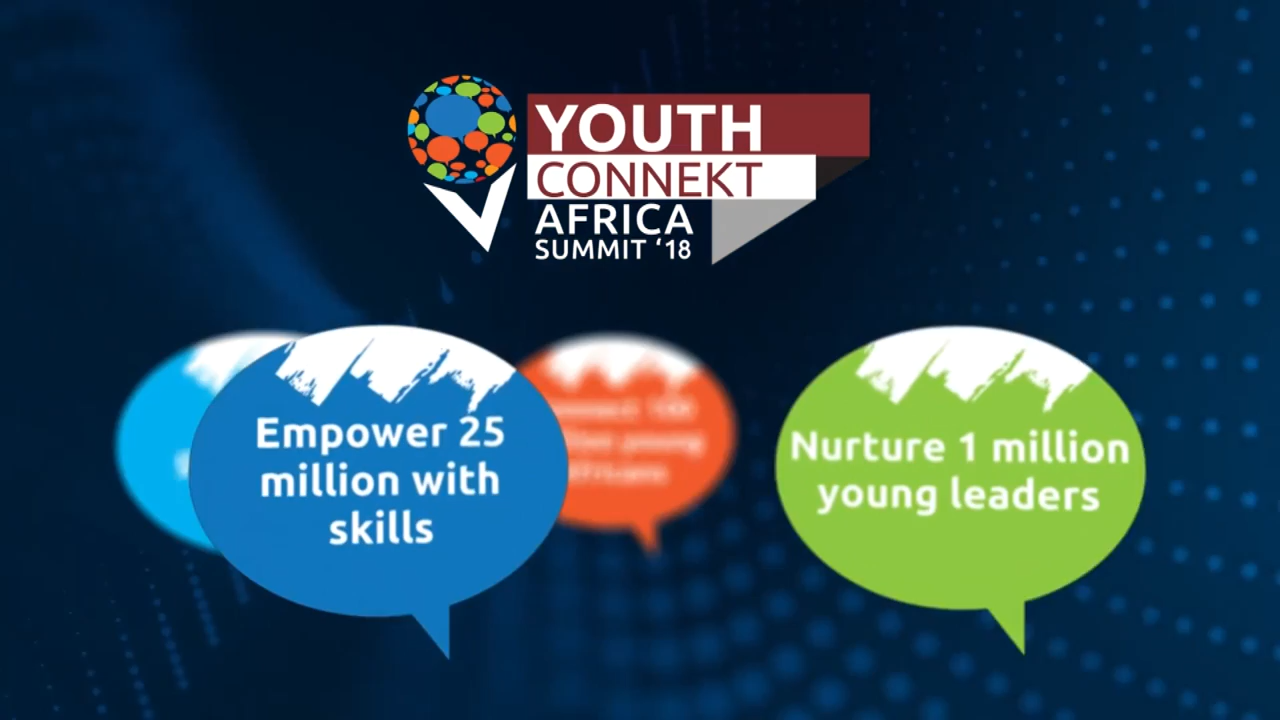 YOUTH
CONNEKT
AFRICA
SUMMIT ‘18
Empower 25
million with
skills
Nurture 1 million
young leaders